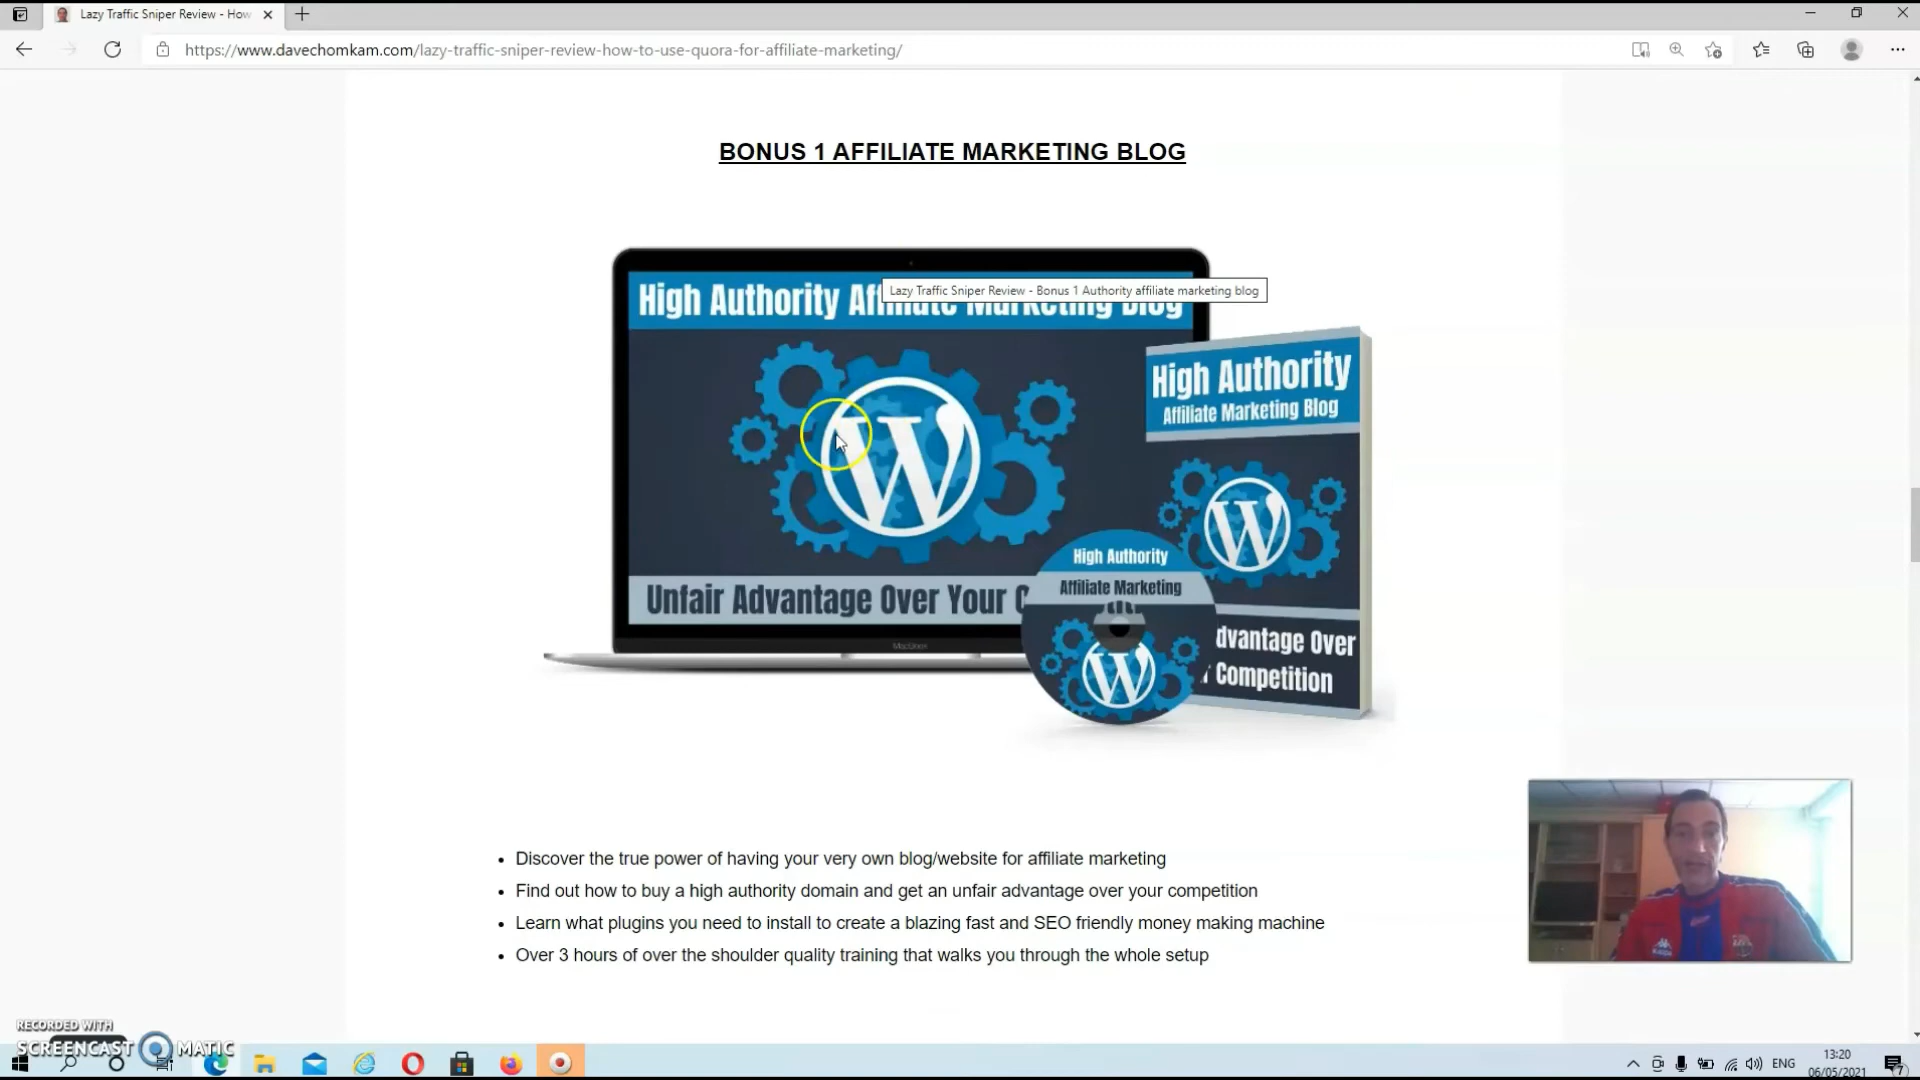 Lazy Traffic Sniper Review - How
https://www.davechomkam.com/lazy-traffic-sniper-review-how-to-use-quora-for-affiliate-marketing/
BONUS 1 AFFILIATE MARKETING BLOG
High Authority Affiliate Marketing Blog
Lazy Traffic Sniper Review - Bonus 1 Authority affiliate marketing blog
High Authority
Affiliate Marketing Blog
Unfair Advantage Over Your C
High Authority
Affiliate Marketing
dvantage Over
r Competition
• Discover the true power of having your very own blog/website for affiliate marketing
• Find out how to buy a high authority domain and get an unfair advantage over your competition
• Learn what plugins you need to install to create a blazing fast and SEO friendly money making machine
• Over 3 hours of over the shoulder quality training that walks you through the whole setup
RECORDED WITH
SCREENCAST MATIC
ENG
13:20
06/05/2021
7